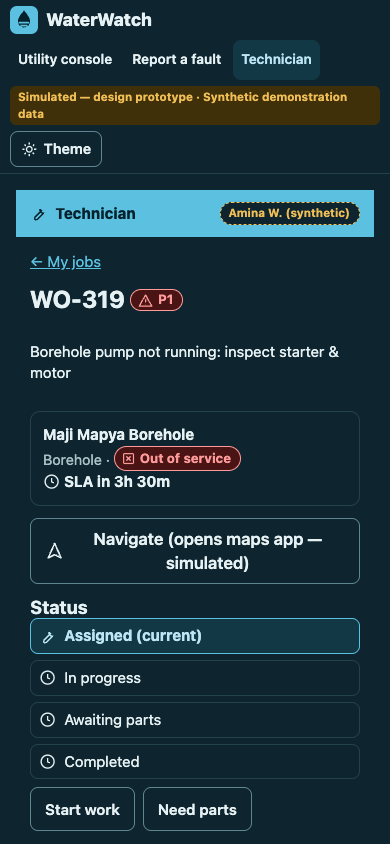 WaterWatch
Utility console Report a fault Technician
Simulated — design prototype · Synthetic demonstration
data
Theme
Technician Amina W. (synthetic)
← My jobs
WO-319 P1
Borehole pump not running: inspect starter &
motor
Maji Mapya Borehole
Borehole · Out of service
SLA in 3h 30m
Navigate (opens maps app —
simulated)
Status
Assigned (current)
In progress
Awaiting parts
Completed
Start work Need parts